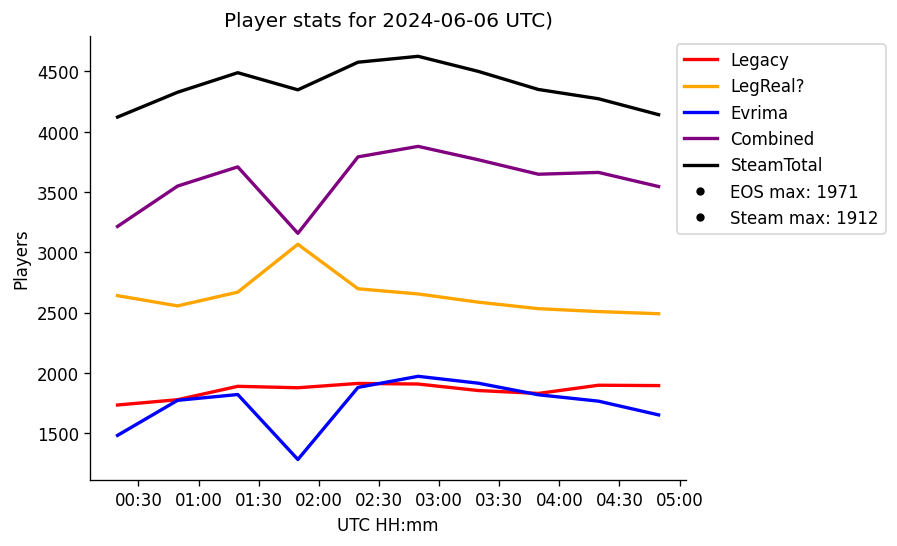 Player stats for 2024-06-06 UTC)
Legacy
LegReal?
Evrima
Combined
SteamTotal
EOS max: 1971
Steam max: 1912
Players
4500
4000
3500
3000
2500
2000
1500
00:30 01:00 01:30 02:00 02:30 03:00 03:30 04:00 04:30 05:00
UTC HH:mm